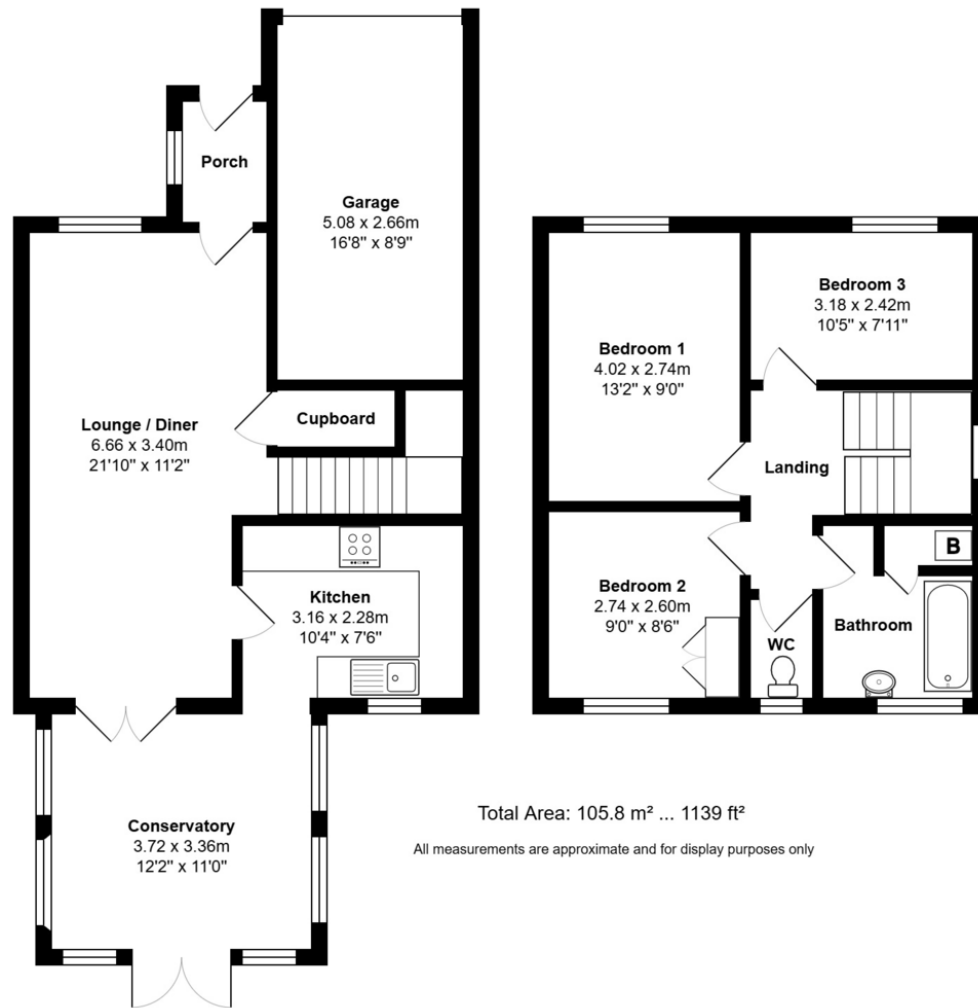 Porch
Garage
5.08 x 2.66m
16'8" x 8'9"
Lounge / Diner
6.66 x 3.40m
21'10" x 11'2"
Cupboard
Kitchen
3.16 x 2.28m
10'4" x 7'6"
Conservatory
3.72 x 3.36m
12'2" x 11'0"
Bedroom 1
4.02 x 2.74m
13'2" x 9'0"
Bedroom 3
3.18 x 2.42m
10'5" x 7'11"
Landing
Bedroom 2
2.74 x 2.60m
9'0" x 8'6"
WC
Bathroom
B
Total Area: 105.8 m² ... 1139 ft²
All measurements are approximate and for display purposes only